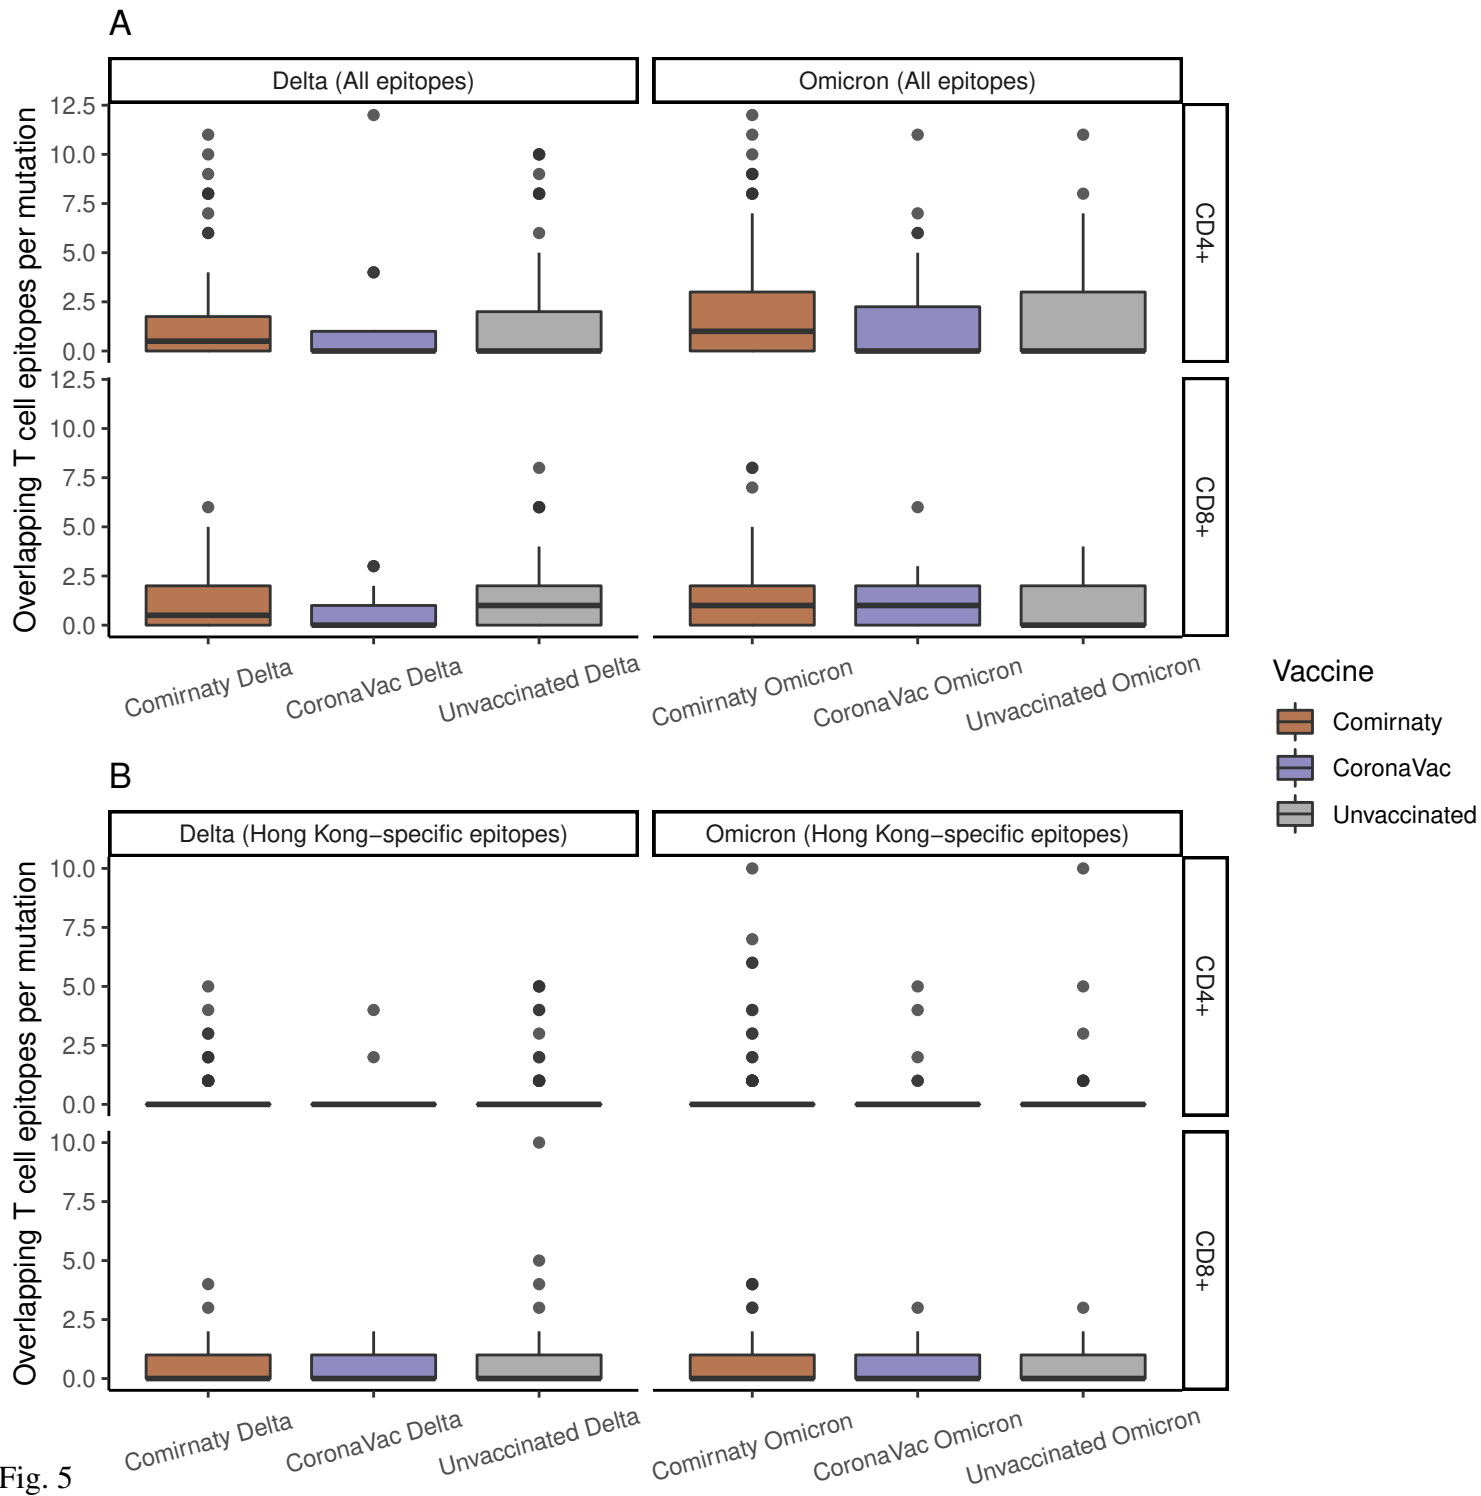 A
Delta (All epitopes)
Omicron (All epitopes)
Overlapping T cell epitopes per mutation
12.5
10.0
7.5
5.0
2.5
0.0
CD4+
12.5
10.0
7.5
5.0
2.5
0.0
CD8+
Comirnaty Delta
CoronaVac Delta
Unvaccinated Delta
Comirnaty Omicron
CoronaVac Omicron
Unvaccinated Omicron
Vaccine
Comirnaty
CoronaVac
Unvaccinated
B
Delta (Hong Kong−specific epitopes)
Omicron (Hong Kong−specific epitopes)
Overlapping T cell epitopes per mutation
10.0
7.5
5.0
2.5
0.0
CD4+
10.0
7.5
5.0
2.5
0.0
CD8+
Comirnaty Delta
CoronaVac Delta
Unvaccinated Delta
Comirnaty Omicron
CoronaVac Omicron
Unvaccinated Omicron
Fig. 5